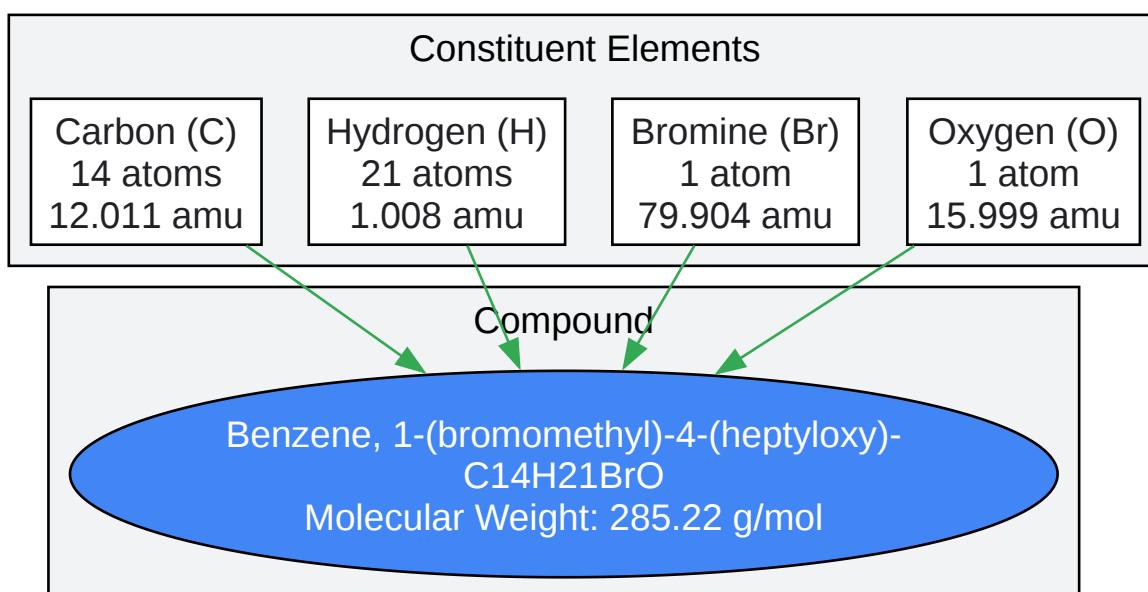 Constituent Elements
Carbon (C)
14 atoms
12.011 amu
Hydrogen (H)
21 atoms
1.008 amu
Bromine (Br)
1 atom
79.904 amu
Oxygen (O)
1 atom
15.999 amu
Compound
Benzene, 1-(bromomethyl)-4-(heptyloxy)-
C14H21BrO
Molecular Weight: 285.22 g/mol